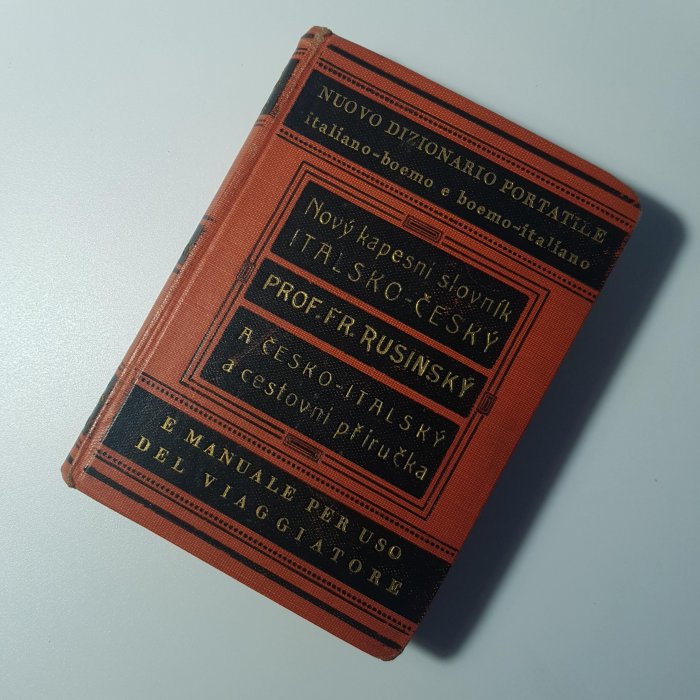 NUOVO DIZIONARIO PORTATILE
italiano-boemo e boemo-italiano
Nový kapesní slovník
ITALSKO-ČESKÝ
PROF. FR. RUSIŃSKÝ
A ČESKO-ITALSKÝ
a cestovní příručka
E MANUALE PER USO
DEL VIAGGIATORE